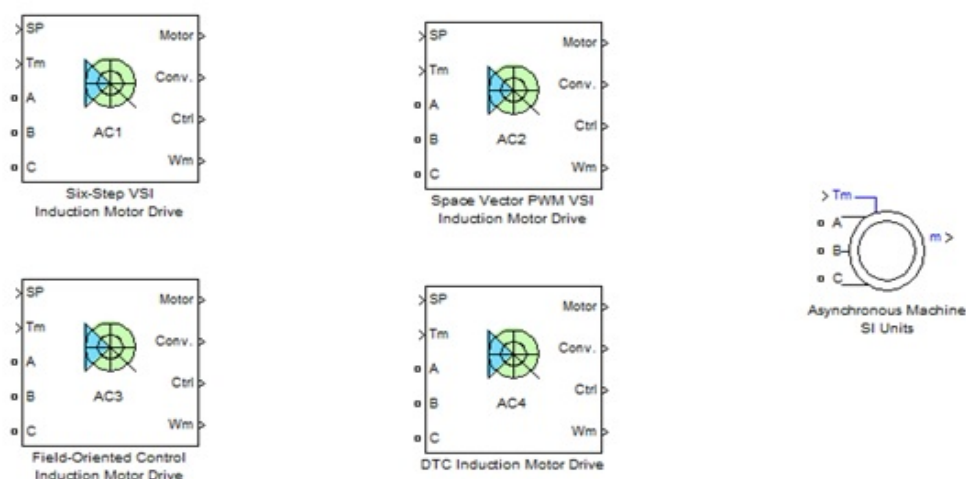 SP
Motor
Tm
Conv.
A
AC1
Ctrl
B
C
Wm
Six-Step VSI
Induction Motor Drive
SP
Motor
Tm
Conv.
A
AC2
Ctrl
B
C
Wm
Space Vector PWM VSI
Induction Motor Drive
Tm
A
B
m
C
Asynchronous Machine
SI Units
SP
Motor
Tm
Conv.
A
AC3
Ctrl
B
C
Wm
Field-Oriented Control
Induction Motor Drive
SP
Motor
Tm
Conv.
A
AC4
Ctrl
B
C
Wm
DTC Induction Motor Drive